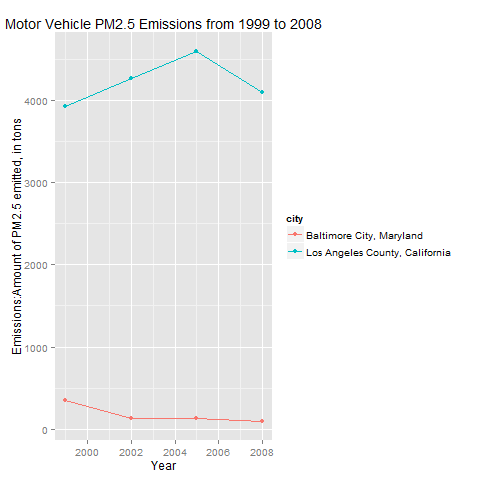 Motor Vehicle PM2.5 Emissions from 1999 to 2008
Emissions:Amount of PM2.5 emitted, in tons
4000
3000
2000
1000
0
2000 2002 2004 2006 2008
Year
city
Baltimore City, Maryland
Los Angeles County, California